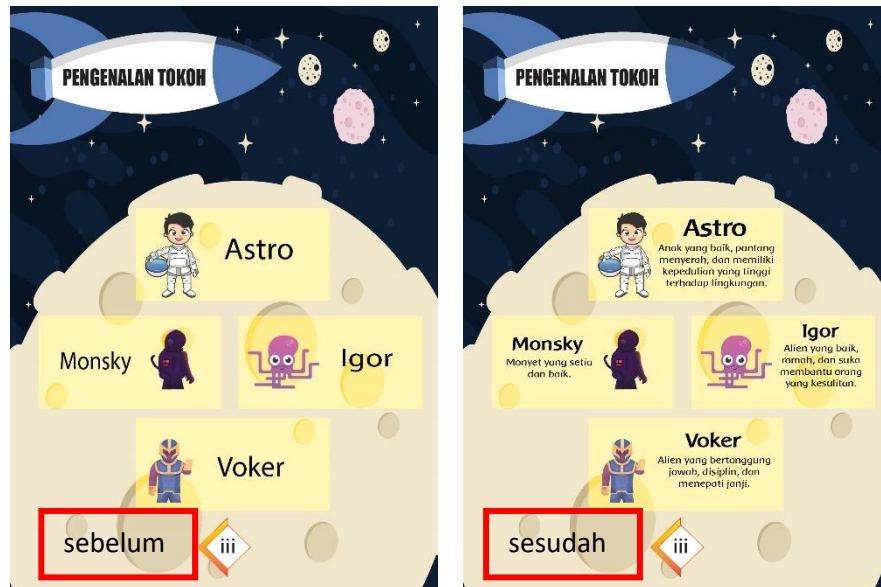 PENGENALAN TOKOH
Astro
Monsky
Igor
Voker
sebelum
iii
PENGENALAN TOKOH
Astro
Anak yang baik, pantang
menyerah, dan memiliki
kepedulian yang tinggi
terhadap lingkungan.
Monsky
Monyet yang setia
dan baik.
Igor
Alien yang baik,
ramah, dan suka
membantu orang
yang kesulitan.
Voker
Alien yang bertanggung
jawab, disiplin, dan
menepati janji.
sesudah
iii